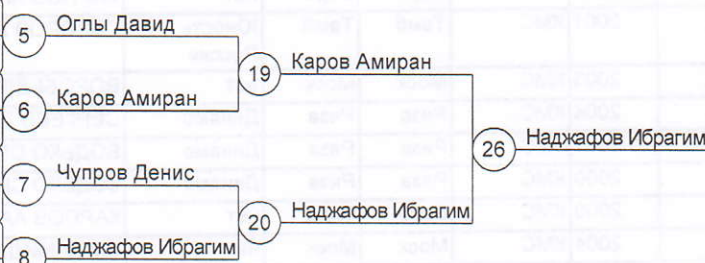 5 Оглы Давид
19 Каров Амиран
6 Каров Амиран
26 Наджафов Ибрагим
7 Чупров Денис
20 Наджафов Ибрагим
8 Наджафов Ибрагим